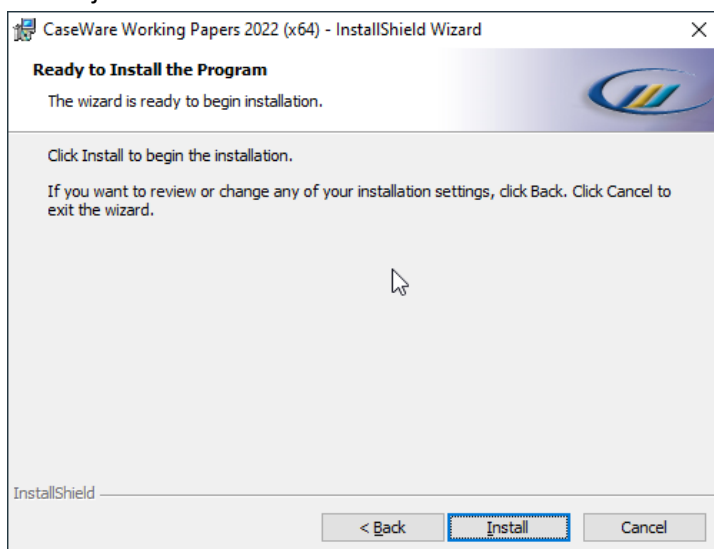 CaseWare Working Papers 2022 (x64) - InstallShield Wizard
Ready to Install the Program
The wizard is ready to begin installation.
Click Install to begin the installation.
If you want to review or change any of your installation settings, click Back. Click Cancel to
exit the wizard.
InstallShield
< Back Install Cancel